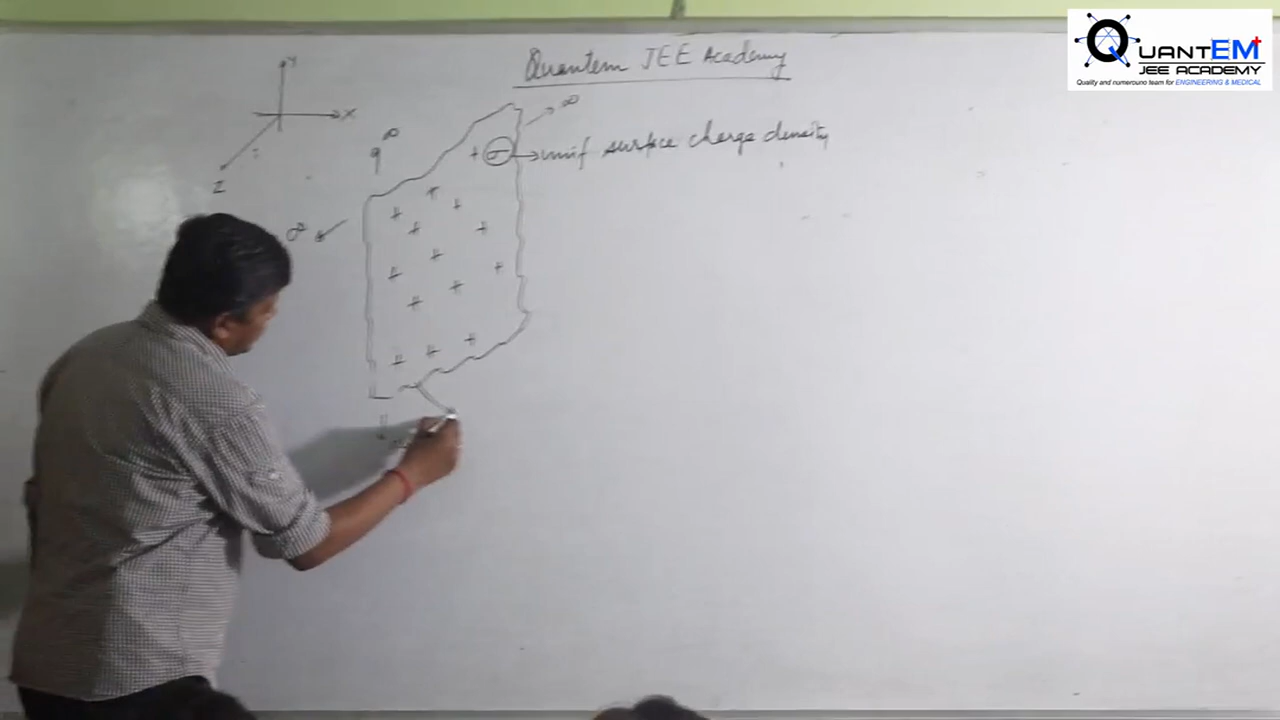 QUANTEM
JEE ACADEMY
Quality and numerouno team for ENGINEERING & MEDICAL
Quantem JEE Academy
Y
X
Z
∞
∞
+ σ → unif surface charge density
∞
+ + + + + + + + + + + + + +